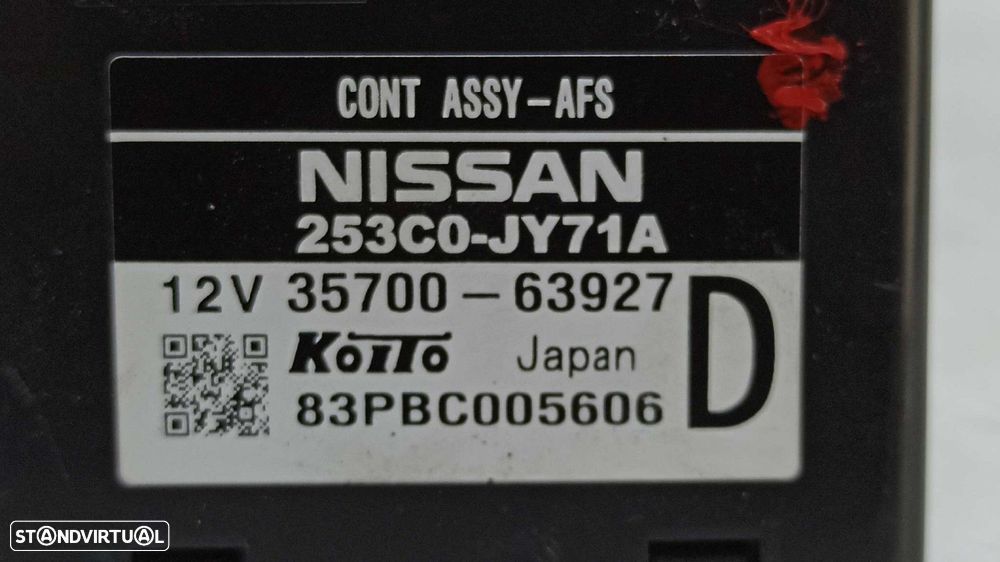 CONT ASSY-AFS
NISSAN
253C0-JY71A
12V 35700-63927
D
KOITO Japan
83PBC005606
STANDVIRTUAL